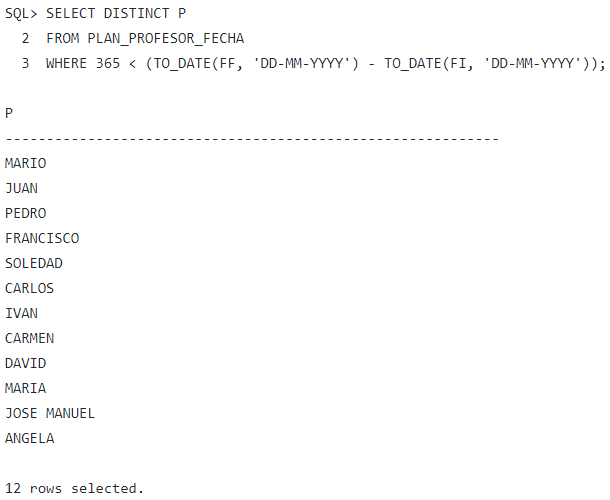 SQL> SELECT DISTINCT P
2 FROM PLAN_PROFESOR_FECHA
3 WHERE 365 < (TO_DATE(FF, 'DD-MM-YYYY') - TO_DATE(FI, 'DD-MM-YYYY'));
P
------------------------------------------------------------
MARIO
JUAN
PEDRO
FRANCISCO
SOLEDAD
CARLOS
IVAN
CARMEN
DAVID
MARIA
JOSE MANUEL
ANGELA
12 rows selected.